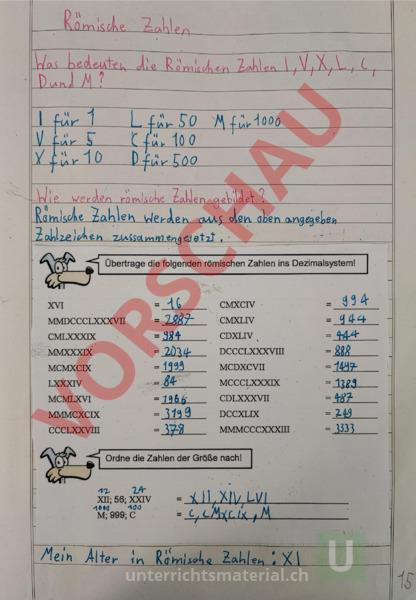 Römische Zahlen
Was bedeuten die Römischen Zahlen I, V, X, L, C,
D und M?
I für 1 L für 50 M für 1000
V für 5 C für 100
X für 10 D für 500
Wie werden römische Zahlen gebildet?
Römische Zahlen werden aus den oben angegeben
Zahlzeichen zussammengesetzt.
Übertrage die folgenden römischen Zahlen ins Dezimalsystem!
XVI = 16 CMXCIV = 994
MMDCCCLXXXVII = 2887 CMXLIV = 944
CMLXXXIX = 984 CDXLIV = 444
MMXXXIX = 2034 DCCCLXXXVIII = 888
MCMXCIX = 1999 MCDXCVII = 1497
LXXXIV = 84 MCCCLXXXIX = 1389
MCMLXVI = 1966 CDLXXXVII = 487
MMMCXCIX = 3199 DCCXLIX = 749
CCCLXXVIII = 378 MMMCCCXXXIII = 3333
Ordne die Zahlen der Größe nach!
12 24
XII; 56; XXIV = XII, XIV, LVI
1000 100
M; 999; C = C, CMXCIX, M
Mein Alter in Römische Zahlen: XI
15
VORSCHAU
U
unterrichtsmaterial.ch